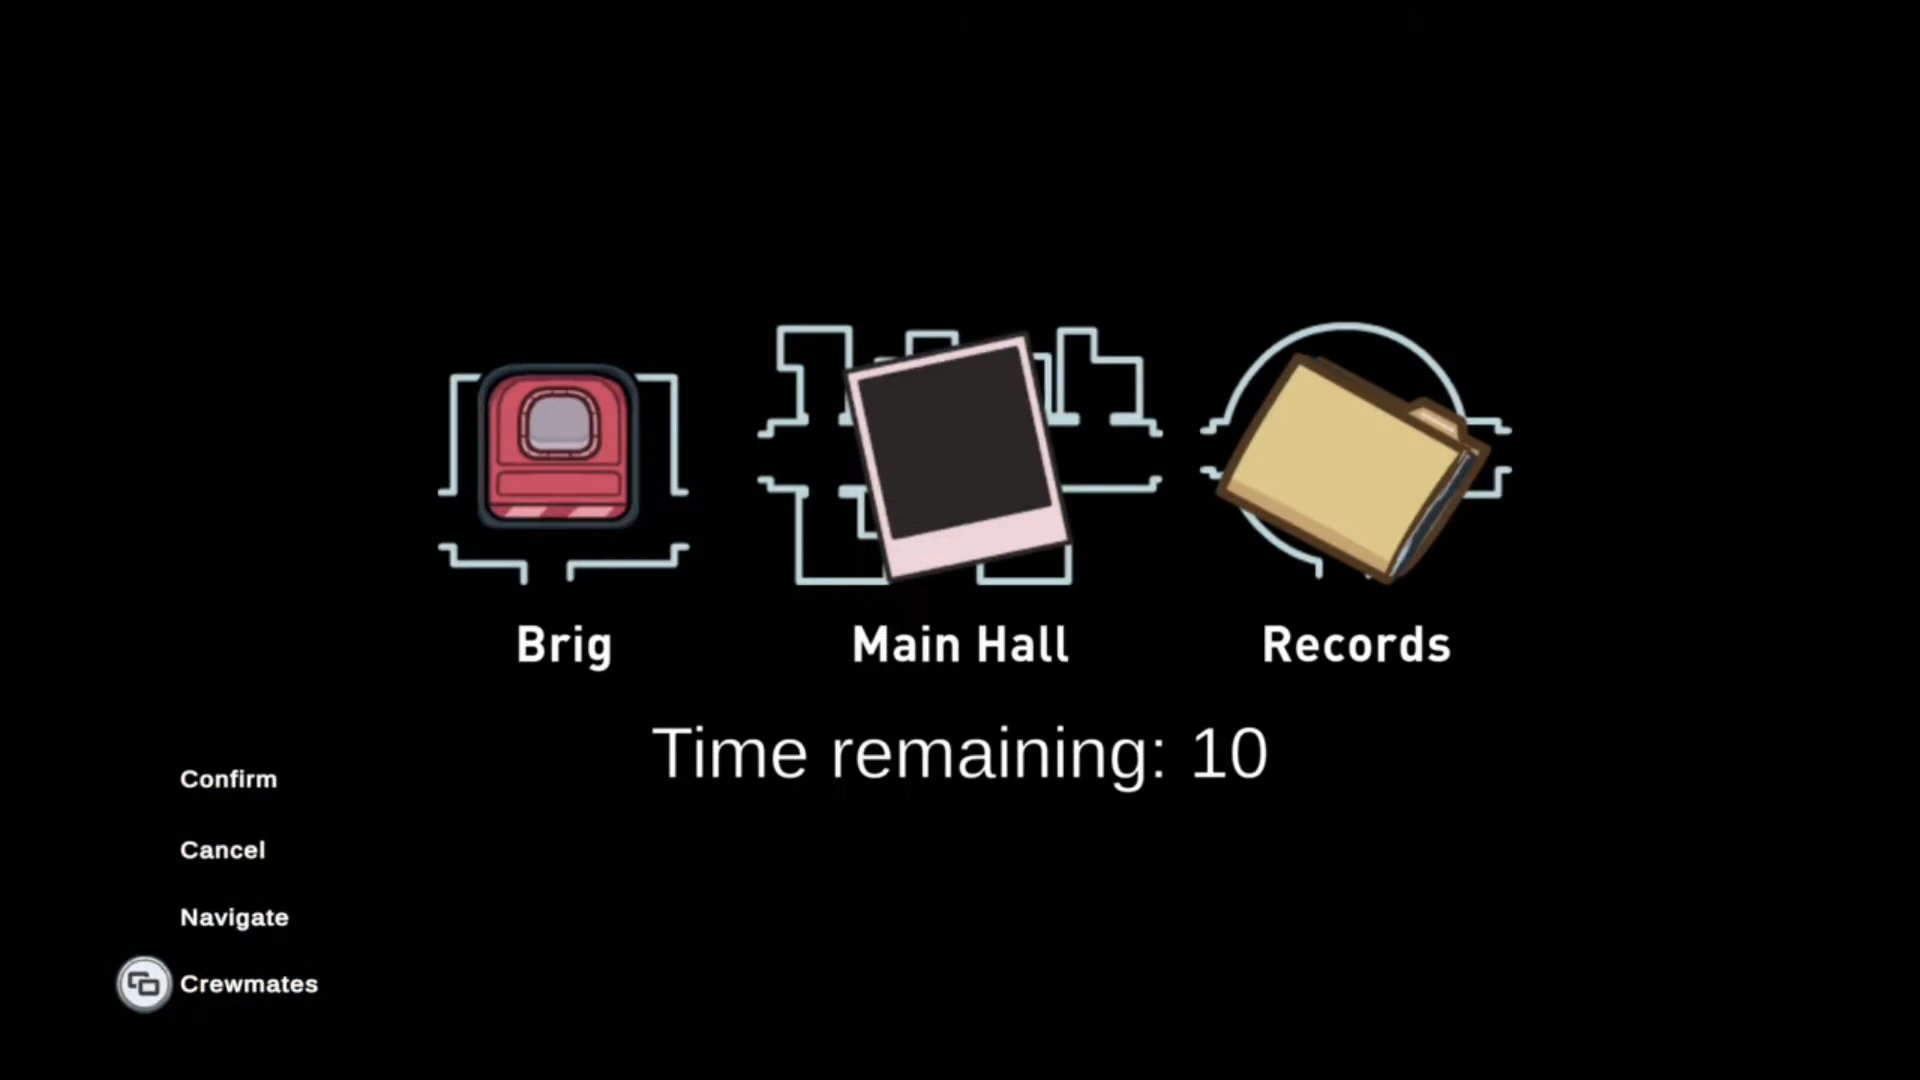 Brig
Main Hall
Records
Time remaining: 10
Confirm
Cancel
Navigate
Crewmates